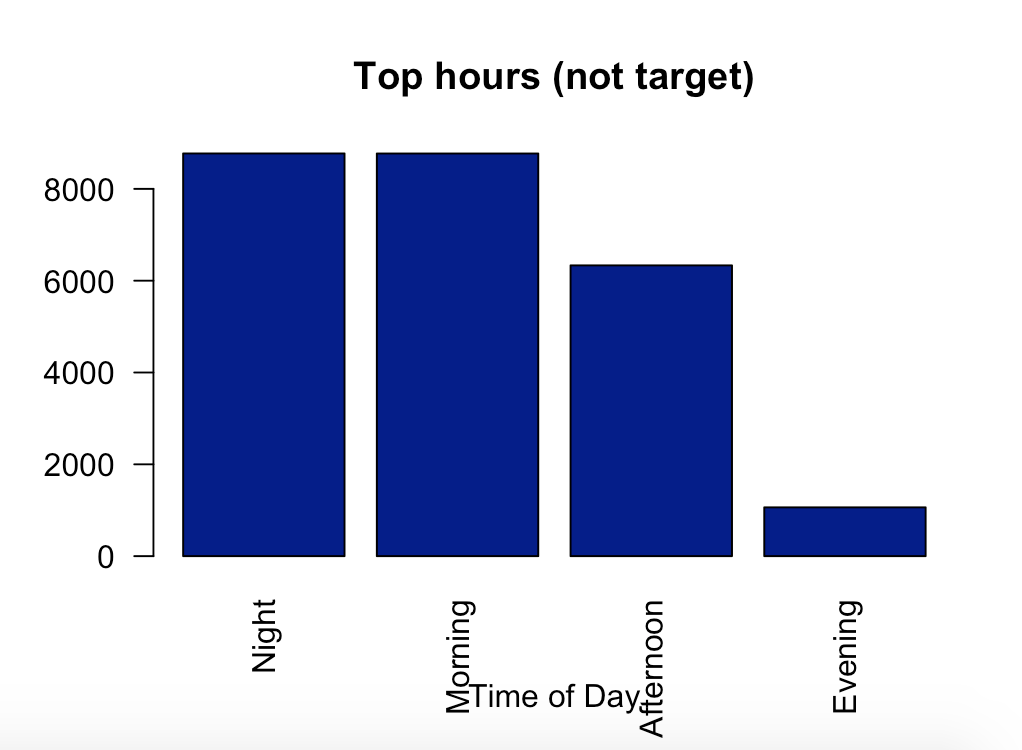 Top hours (not target)
8000
6000
4000
2000
0
Night
Morning
Afternoon
Evening
Time of Day